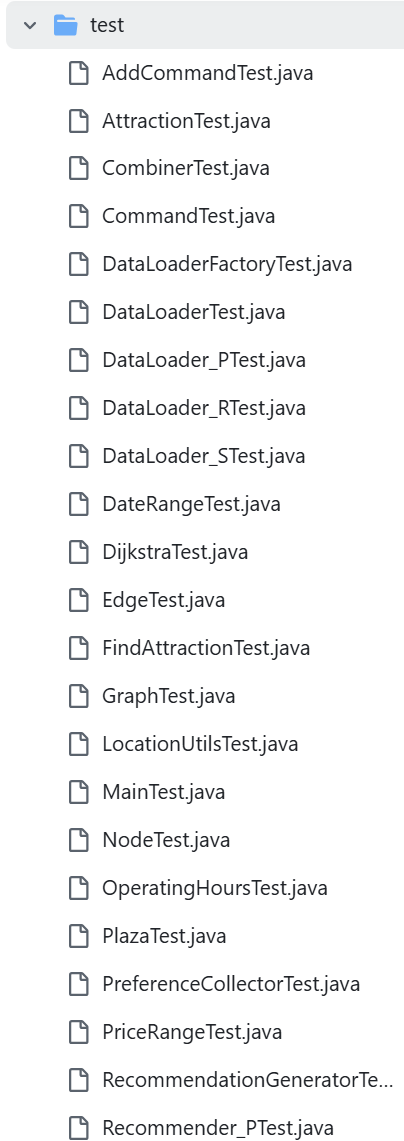 test
AddCommandTest.java
AttractionTest.java
CombinerTest.java
CommandTest.java
DataLoaderFactoryTest.java
DataLoaderTest.java
DataLoader_PTest.java
DataLoader_RTest.java
DataLoader_STest.java
DateRangeTest.java
DijkstraTest.java
EdgeTest.java
FindAttractionTest.java
GraphTest.java
LocationUtilsTest.java
MainTest.java
NodeTest.java
OperatingHoursTest.java
PlazaTest.java
PreferenceCollectorTest.java
PriceRangeTest.java
RecommendationGeneratorTe...
Recommender_PTest.java